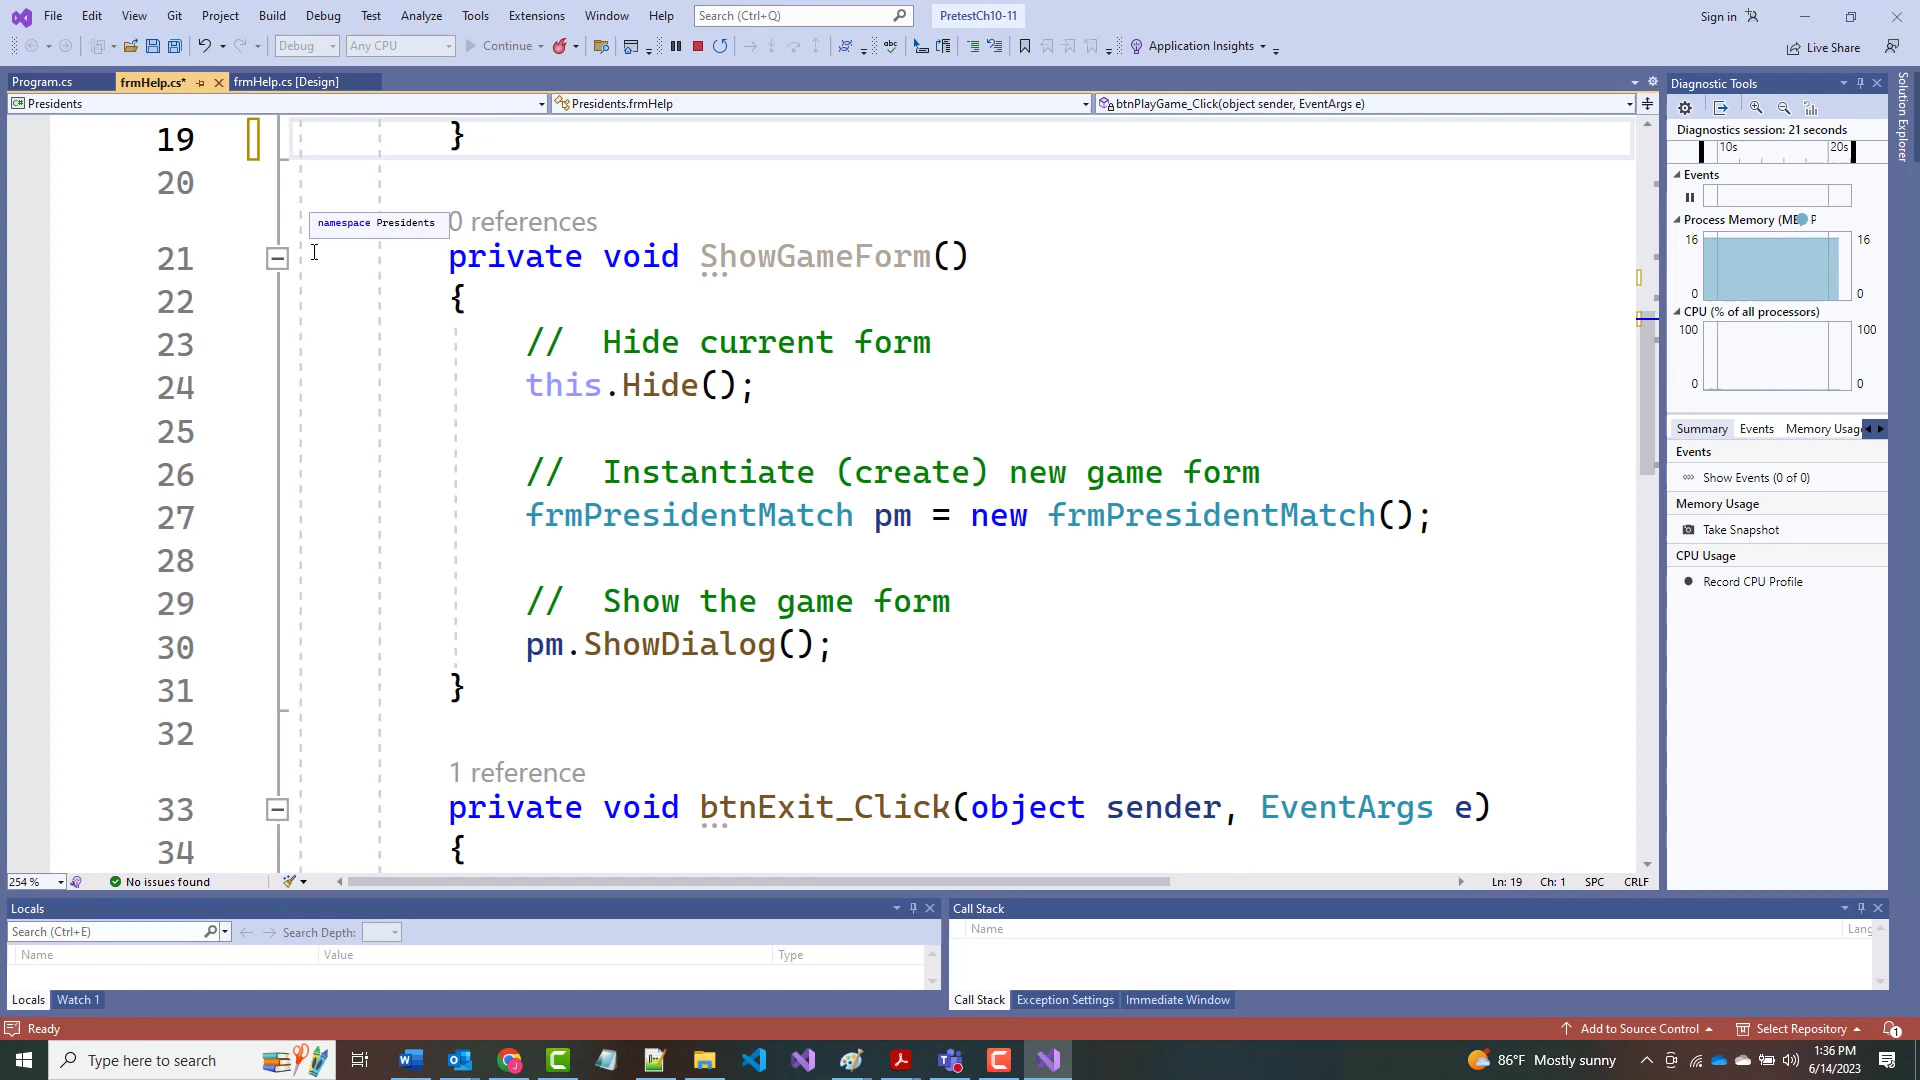 File Edit View Git Project Build Debug Test Analyze Tools Extensions Window Help Search (Ctrl+Q) PretestCh10-11 Sign in
Debug Any CPU Continue Application Insights Live Share
Program.cs frmHelp.cs* frmHelp.cs [Design]
Presidents Presidents.frmHelp btnPlayGame_Click(object sender, EventArgs e)
19 }
20
namespace Presidents
0 references
21 private void ShowGameForm()
22 {
23 // Hide current form
24 this.Hide();
25
26 // Instantiate (create) new game form
27 frmPresidentMatch pm = new frmPresidentMatch();
28
29 // Show the game form
30 pm.ShowDialog();
31 }
32
1 reference
33 private void btnExit_Click(object sender, EventArgs e)
34 {
254 % No issues found Ln: 19 Ch: 1 SPC CRLF
Diagnostic Tools
Diagnostics session: 21 seconds
10s 20s
Events
Process Memory (MB) P
16 16
0 0
CPU (% of all processors)
100 100
0 0
Summary Events Memory Usage
Events
Show Events (0 of 0)
Memory Usage
Take Snapshot
CPU Usage
Record CPU Profile
Solution Explorer
Locals
Search (Ctrl+E) Search Depth:
Name Value Type
Locals Watch 1
Call Stack
Name Lang
Call Stack Exception Settings Immediate Window
Ready Add to Source Control Select Repository 1
Type here to search 86°F Mostly sunny 1:36 PM
6/14/2023